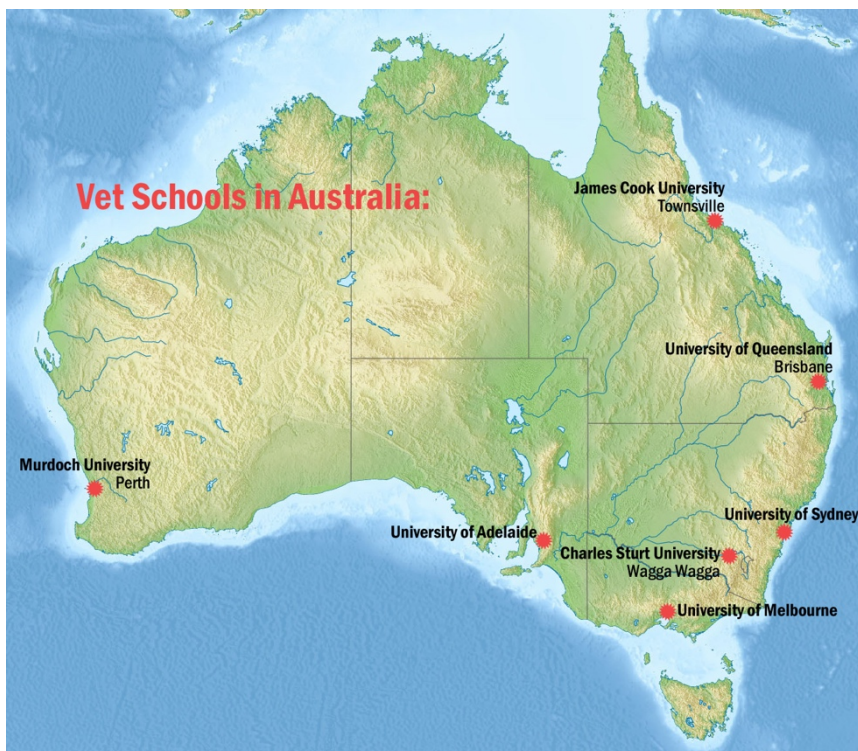 Vet Schools in Australia:
James Cook University
Townsville
University of Queensland
Brisbane
Murdoch University
Perth
University of Sydney
University of Adelaide
Charles Sturt University
Wagga Wagga
University of Melbourne